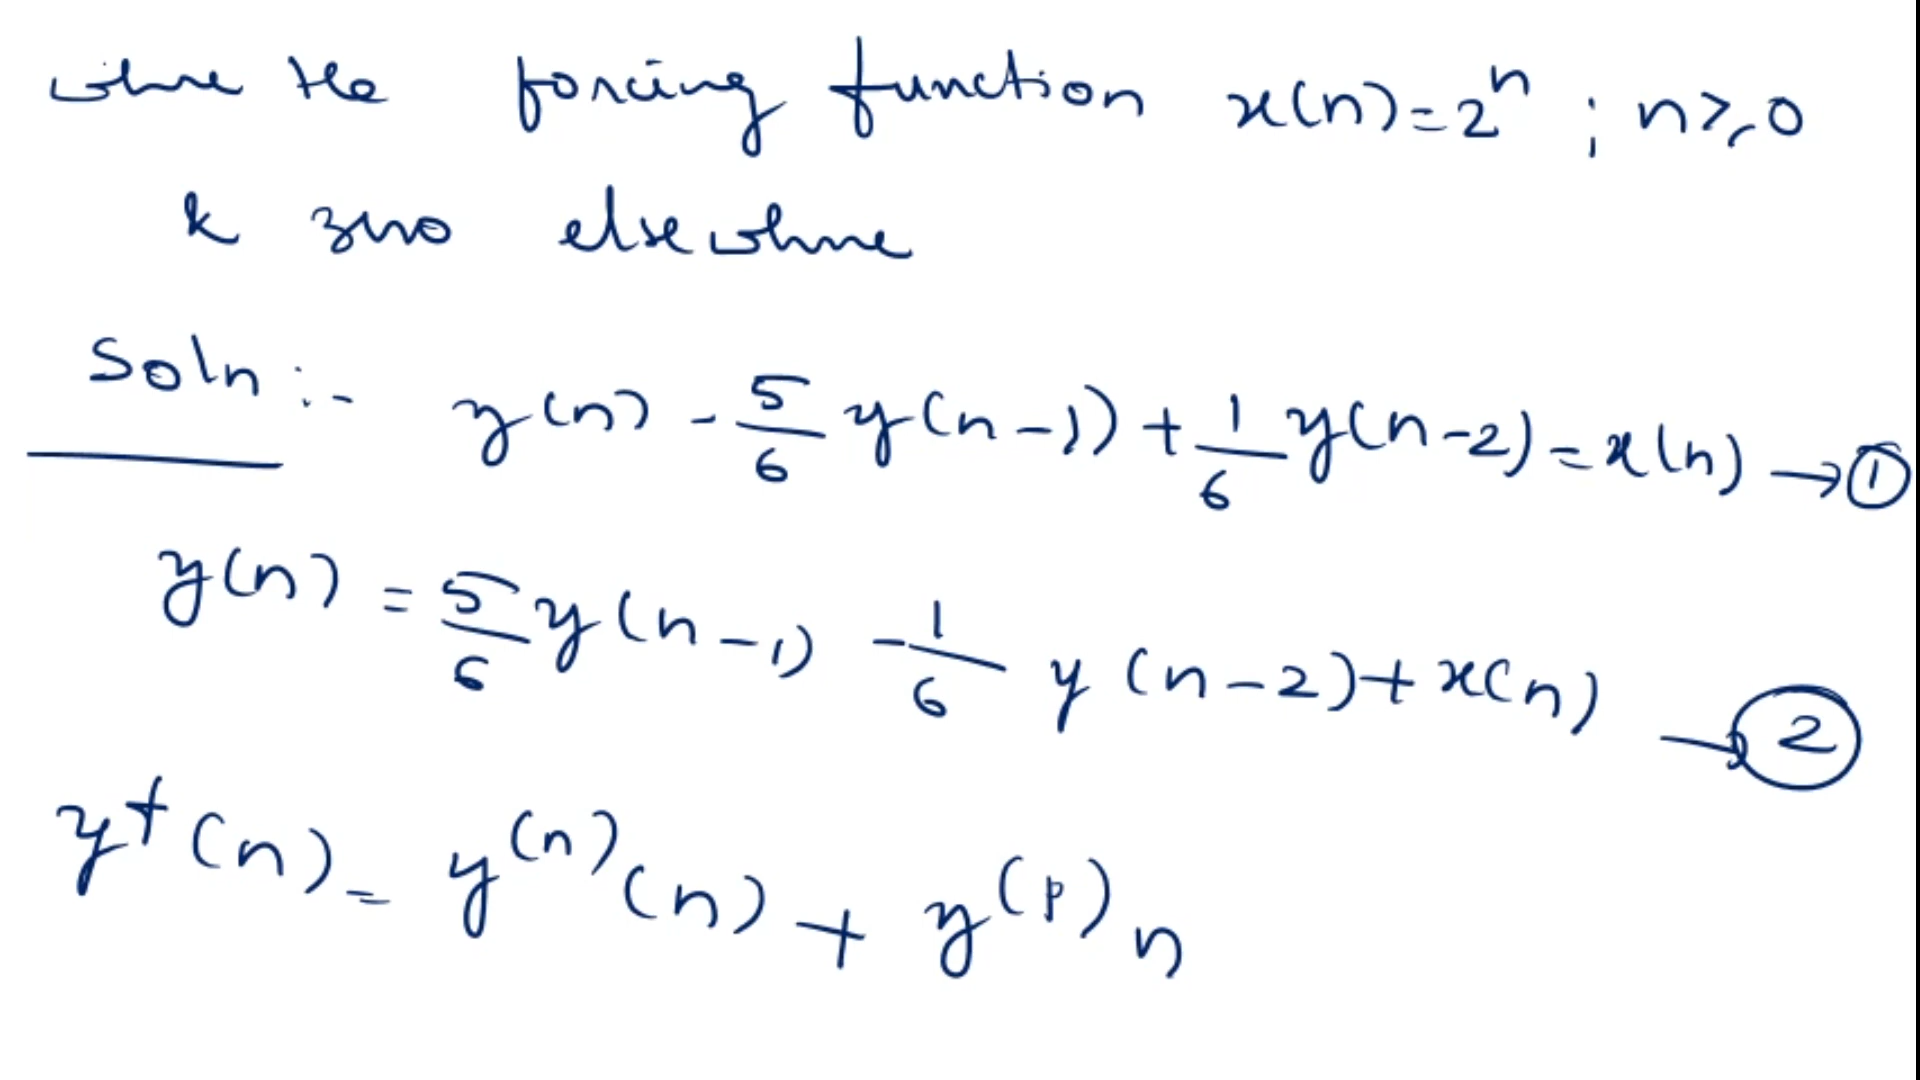 where the forcing function x(n)=2^n ; n≥0
& zero elsewhere
Soln :- y(n) - 5/6 y(n-1) + 1/6 y(n-2) = x(n) → ①
y(n) = 5/6 y(n-1) - 1/6 y(n-2) + x(n) → ②
y^t(n) = y^(n)(n) + y^(p) n